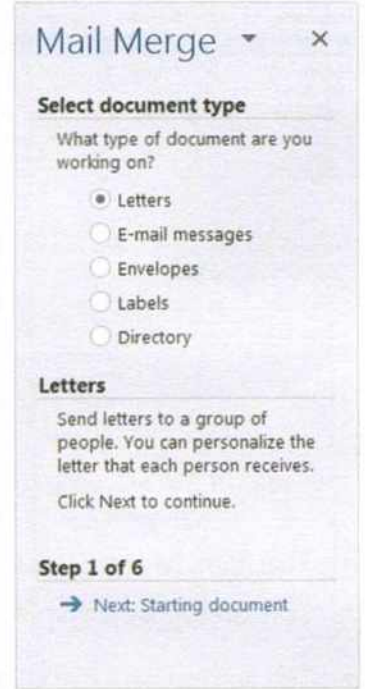 Mail Merge
Select document type
What type of document are you
working on?
Letters
E-mail messages
Envelopes
Labels
Directory
Letters
Send letters to a group of
people. You can personalize the
letter that each person receives.
Click Next to continue.
Step 1 of 6
Next: Starting document